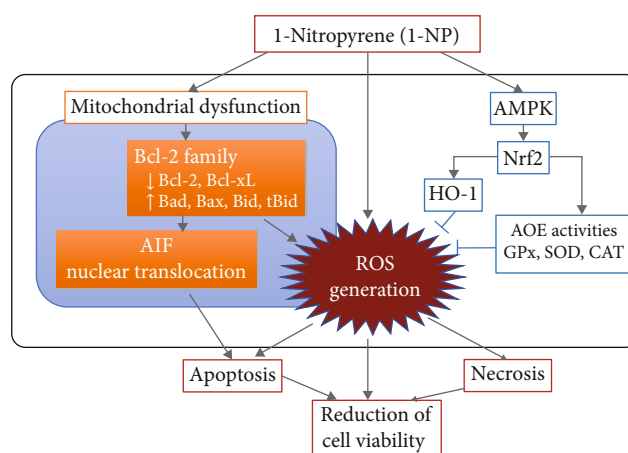 1-Nitropyrene (1-NP)
Mitochondrial dysfunction
AMPK
Bcl-2 family
↓ Bcl-2, Bcl-xL
↑ Bad, Bax, Bid, tBid
Nrf2
HO-1
AIF
nuclear translocation
ROS
generation
AOE activities
GPx, SOD, CAT
Apoptosis
Necrosis
Reduction of
cell viability